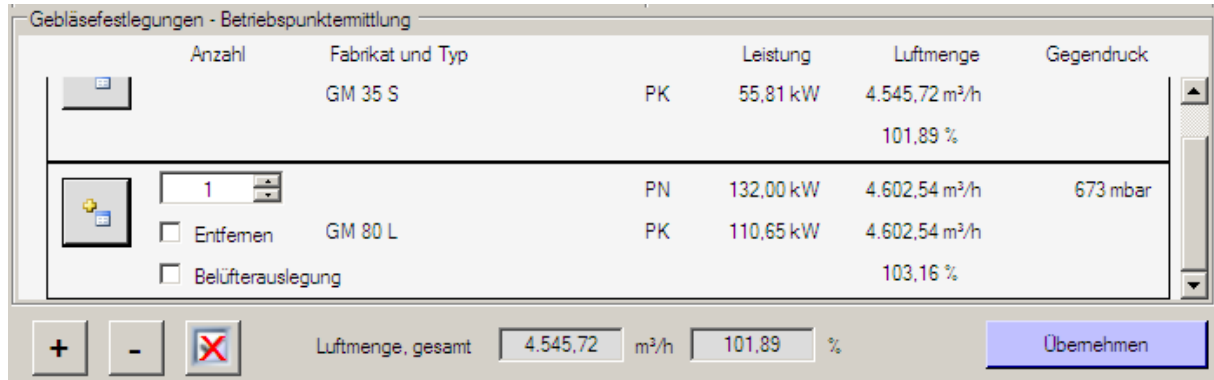 Gebläsefestlegungen - Betriebspunktermittlung
Anzahl Fabrikat und Typ Leistung Luftmenge Gegendruck
GM 35 S PK 55,81 kW 4.545,72 m³/h
101,89 %
1 PN 132,00 kW 4.602,54 m³/h 673 mbar
Entfernen GM 80 L PK 110,65 kW 4.602,54 m³/h
Belüfterauslegung 103,16 %
+ - Luftmenge, gesamt 4.545,72 m³/h 101,89 % Übernehmen